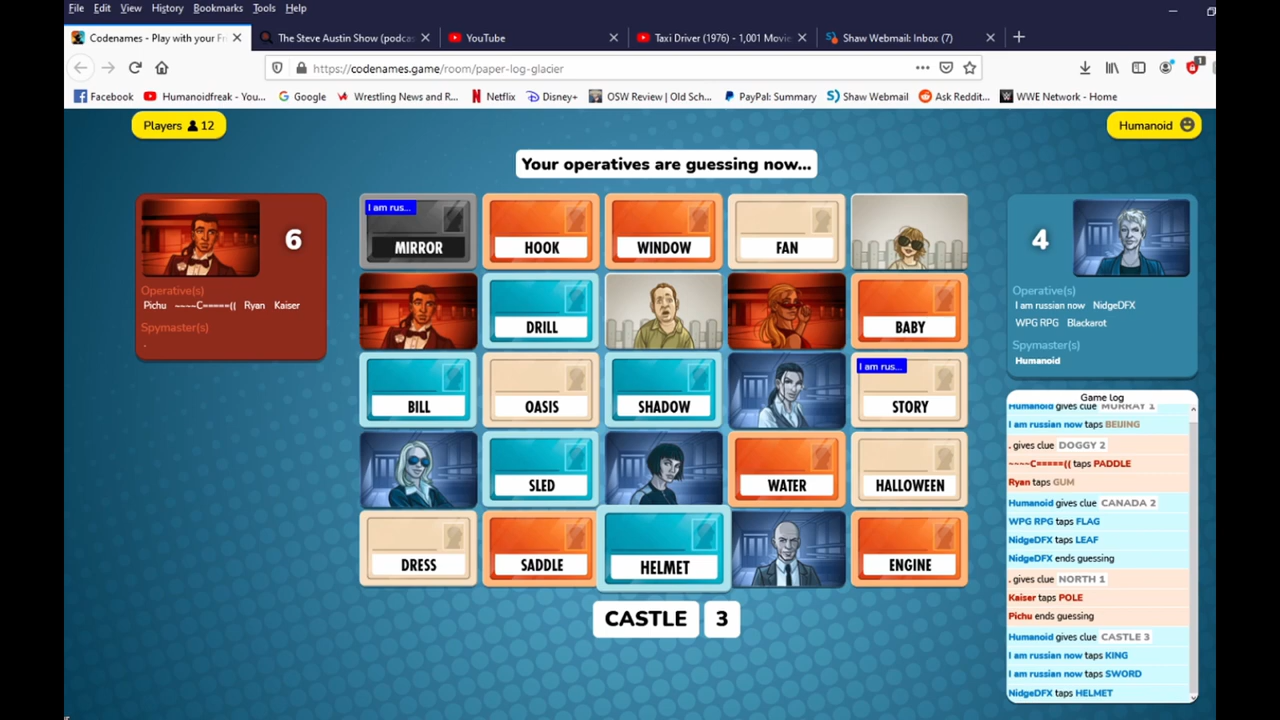 File Edit View History Bookmarks Tools Help
Codenames - Play with your Fr
The Steve Austin Show (podcas
YouTube
Taxi Driver (1976) - 1,001 Movie
Shaw Webmail: Inbox (7)
https://codenames.game/room/paper-log-glacier
1
Facebook
Humanoidfreak - You...
Google
Wrestling News and R...
Netflix
Disney+
OSW Review | Old Sch...
PayPal: Summary
Shaw Webmail
Ask Reddit...
WWE Network - Home
Players 12
Humanoid
Your operatives are guessing now...
6
Operative(s)
Pichu ~~~~C=====(( Ryan Kaiser
Spymaster(s)
.
I am rus...
MIRROR
HOOK
WINDOW
FAN
DRILL
BABY
BILL
OASIS
SHADOW
I am rus...
STORY
SLED
WATER
HALLOWEEN
DRESS
SADDLE
HELMET
ENGINE
CASTLE 3
4
Operative(s)
I am russian now NidgeDFX
WPG RPG Blackarot
Spymaster(s)
Humanoid
Game log
Humanoid gives clue MURRAY 1
I am russian now taps BEIJING
. gives clue DOGGY 2
~~~~C=====(( taps PADDLE
Ryan taps GUM
Humanoid gives clue CANADA 2
WPG RPG taps FLAG
NidgeDFX taps LEAF
NidgeDFX ends guessing
. gives clue NORTH 1
Kaiser taps POLE
Pichu ends guessing
Humanoid gives clue CASTLE 3
I am russian now taps KING
I am russian now taps SWORD
NidgeDFX taps HELMET